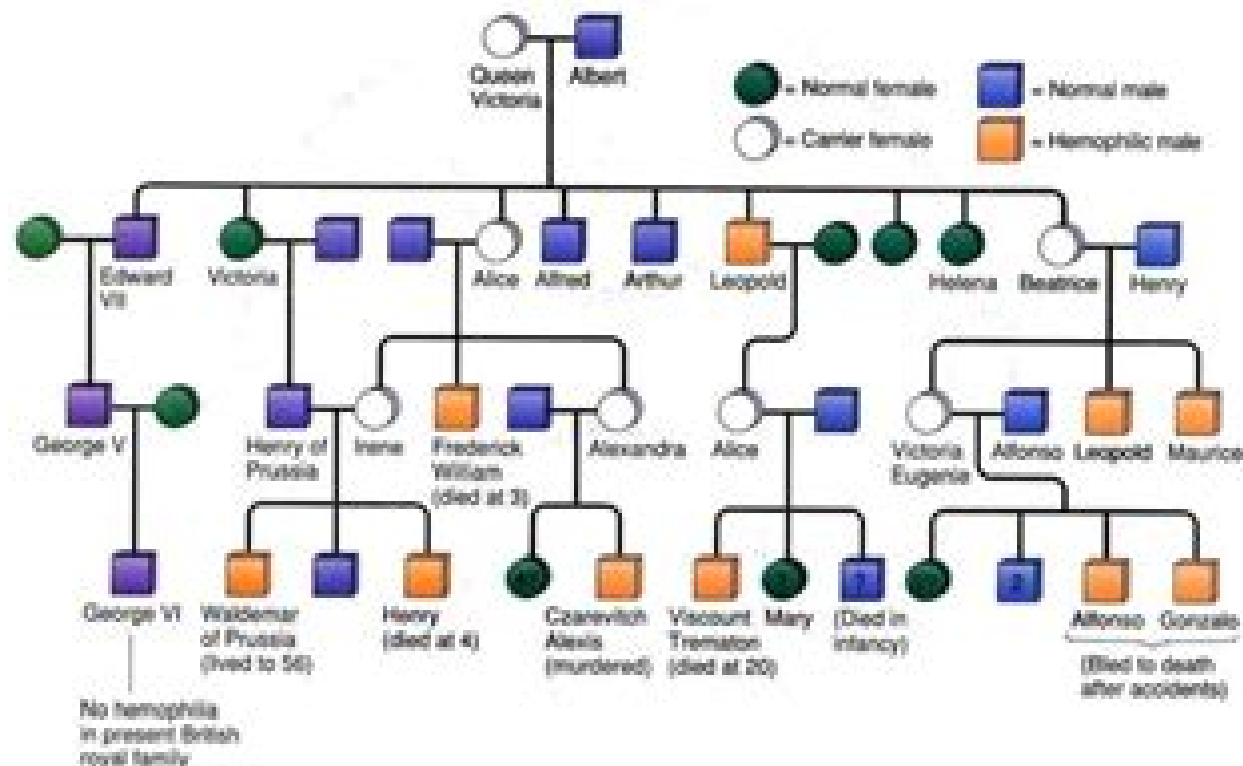 Queen
Victoria
Albert
= Normal female
= Normal male
= Carrier female
= Hemophilic male
Edward
VII
Victoria
Alice
Alfred
Arthur
Leopold
Helena
Beatrice
Henry
George V
Henry of
Prussia
Irene
Frederick
William
(died at 3)
Alexandra
Alice
Victoria
Eugenie
Alfonso
Leopold
Maurice
George VI
Waldemar
of Prussia
(lived to 56)
Henry
(died at 4)
Czarevitch
Alexis
(murdered)
Viscount
Trematon
(died at 20)
Mary
(Died in
infancy)
Alfonso
Gonzalo
(Bled to death
after accidents)
No hemophilia
in present British
royal family